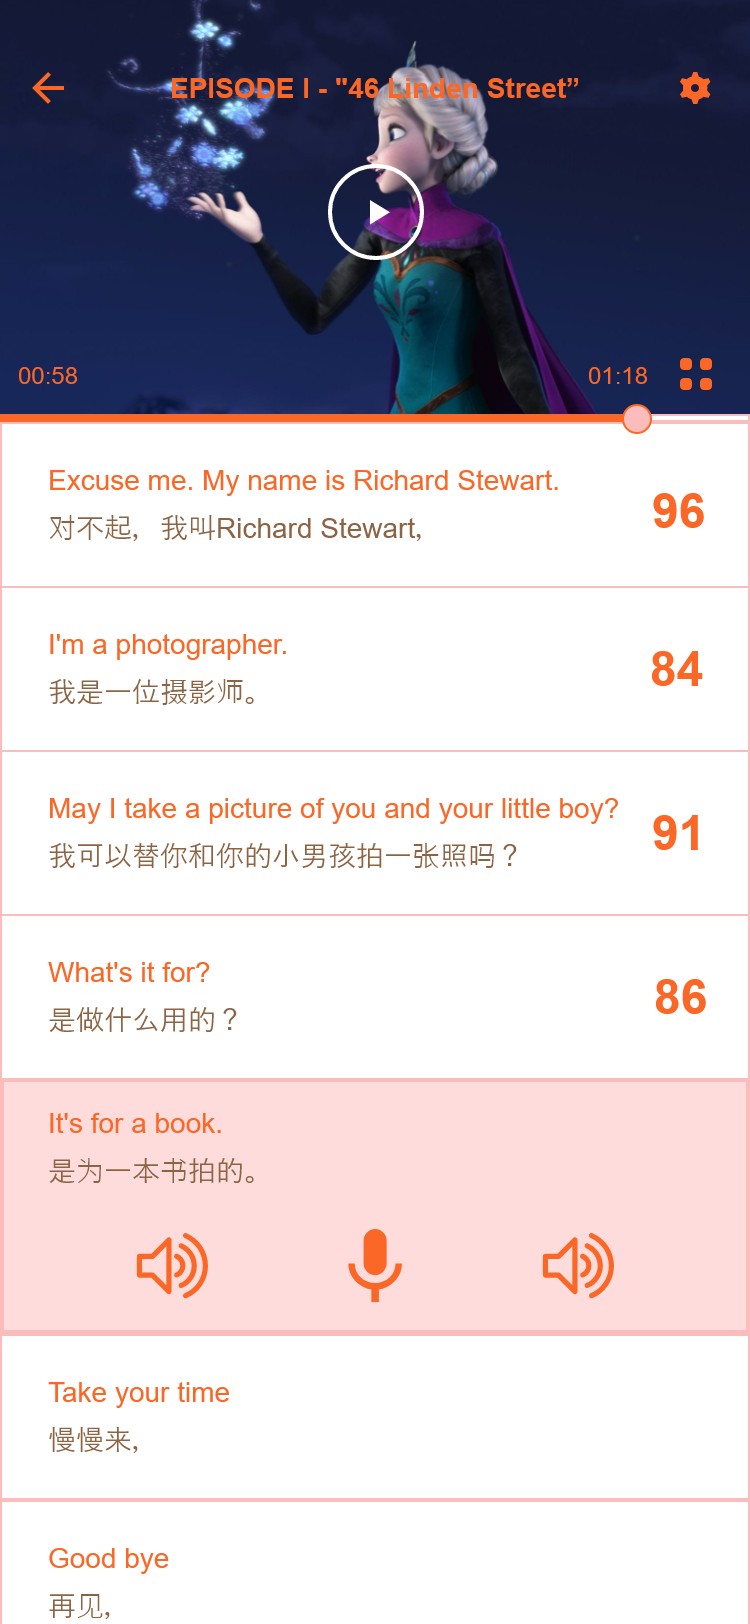 EPISODE I - "46 Linden Street”
00:58
01:18
Excuse me. My name is Richard Stewart.
对不起，我叫Richard Stewart，
96
I'm a photographer.
我是一位摄影师。
84
May I take a picture of you and your little boy?
我可以替你和你的小男孩拍一张照吗？
91
What's it for?
是做什么用的？
86
It's for a book.
是为一本书拍的。
Take your time
慢慢来，
Good bye
再见，